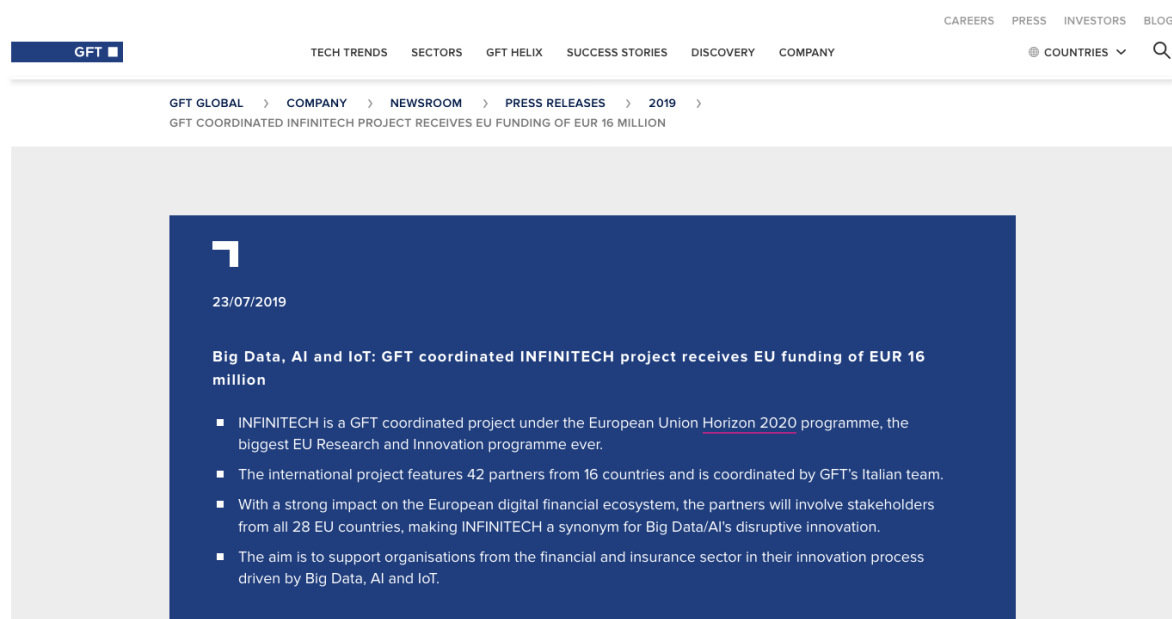 CAREERS PRESS INVESTORS BLOG
GFT
TECH TRENDS SECTORS GFT HELIX SUCCESS STORIES DISCOVERY COMPANY
COUNTRIES
GFT GLOBAL > COMPANY > NEWSROOM > PRESS RELEASES > 2019 >
GFT COORDINATED INFINITECH PROJECT RECEIVES EU FUNDING OF EUR 16 MILLION
23/07/2019
Big Data, AI and IoT: GFT coordinated INFINITECH project receives EU funding of EUR 16
million
INFINITECH is a GFT coordinated project under the European Union Horizon 2020 programme, the
biggest EU Research and Innovation programme ever.
The international project features 42 partners from 16 countries and is coordinated by GFT's Italian team.
With a strong impact on the European digital financial ecosystem, the partners will involve stakeholders
from all 28 EU countries, making INFINITECH a synonym for Big Data/AI's disruptive innovation.
The aim is to support organisations from the financial and insurance sector in their innovation process
driven by Big Data, AI and IoT.